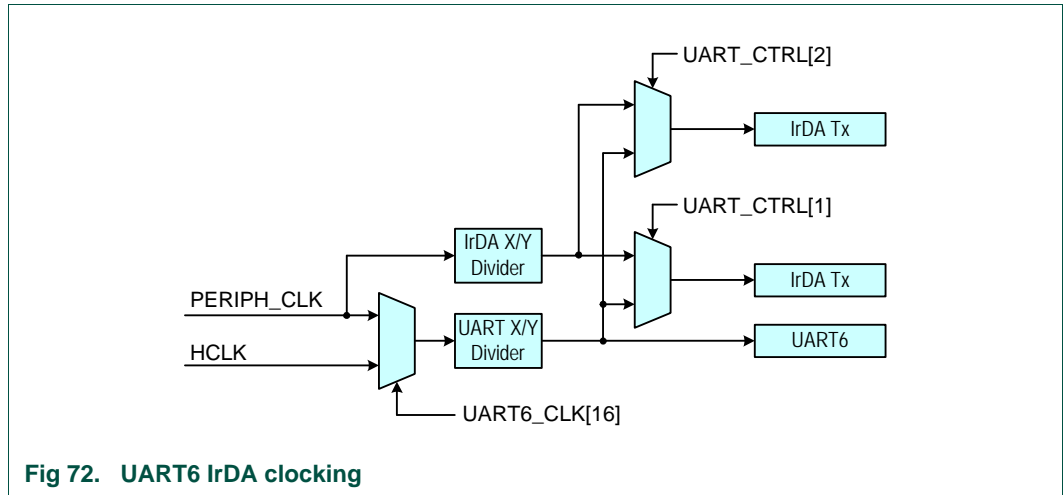 UART_CTRL[2]
IrDA Tx
UART_CTRL[1]
IrDA X/Y
Divider
IrDA Tx
PERIPH_CLK
UART X/Y
Divider
UART6
HCLK
UART6_CLK[16]
Fig 72. UART6 IrDA clocking